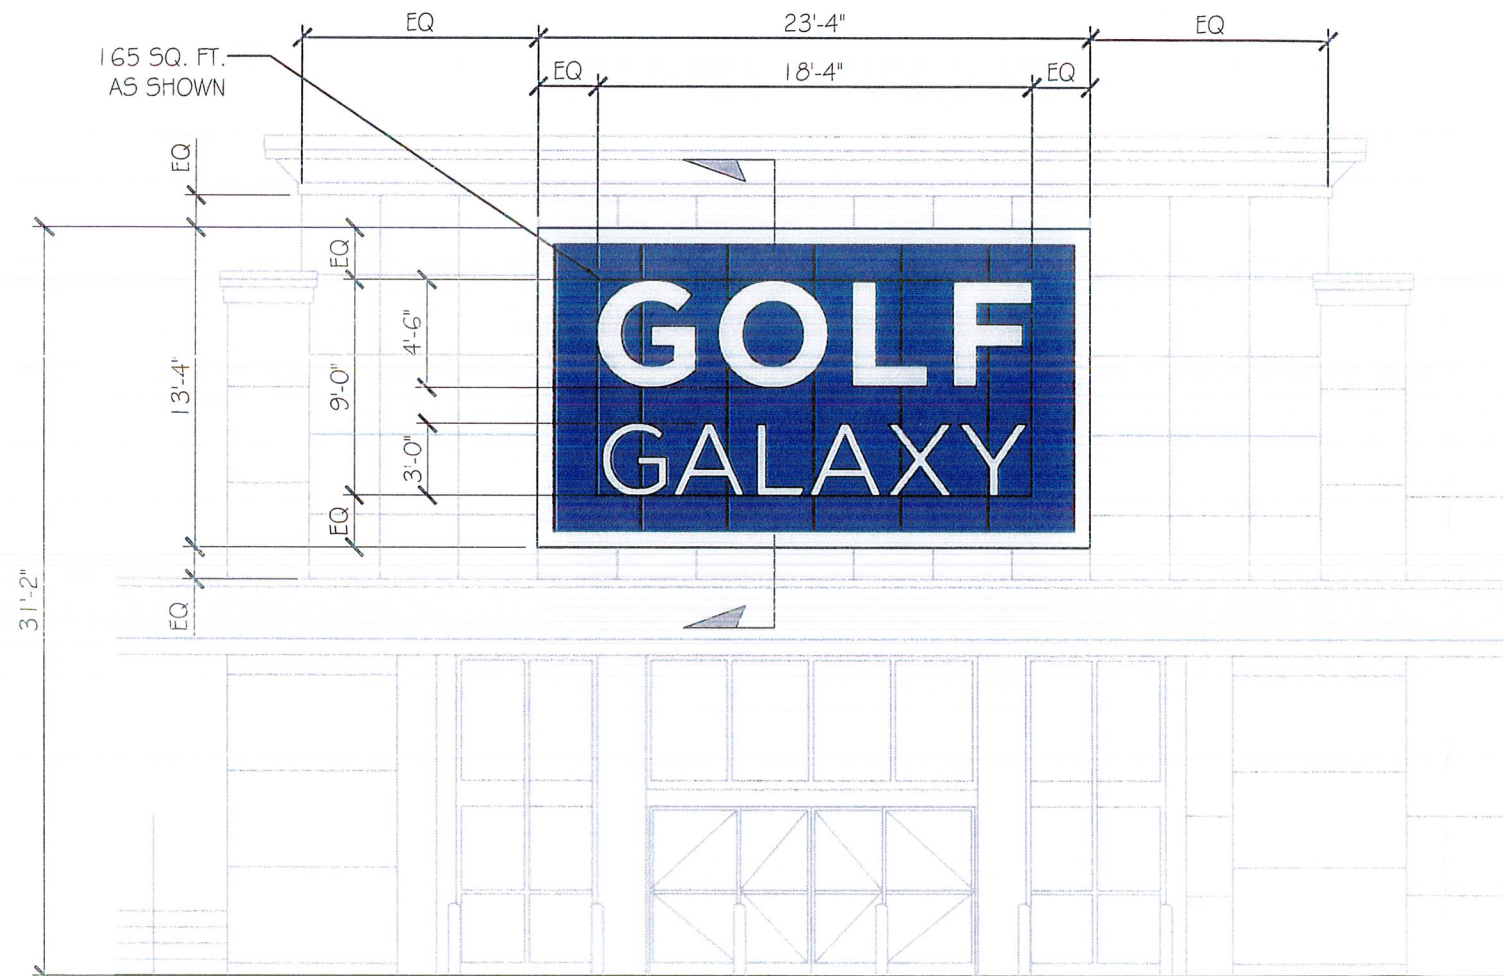 EQ
23'-4"
EQ
165 SQ. FT.
AS SHOWN
EQ
18'-4"
EQ
EQ
EQ
GOLF
4'-6"
13'-4"
9'-0"
GALAXY
3'-0"
EQ
31'-2"
EQ